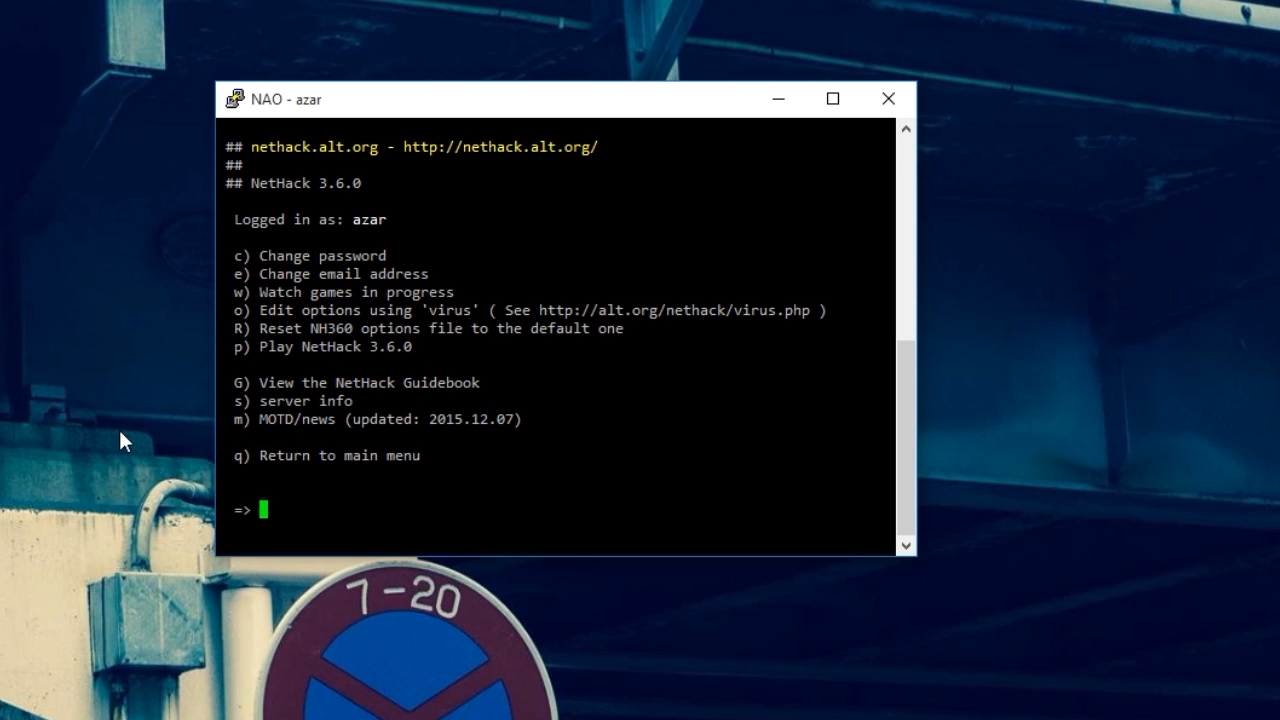 NAO - azar
## nethack.alt.org - http://nethack.alt.org/
##
## NetHack 3.6.0
Logged in as: azar
c) Change password
e) Change email address
w) Watch games in progress
o) Edit options using 'virus' ( See http://alt.org/nethack/virus.php )
R) Reset NH360 options file to the default one
p) Play NetHack 3.6.0
G) View the NetHack Guidebook
s) server info
m) MOTD/news (updated: 2015.12.07)
q) Return to main menu
=>
7-20